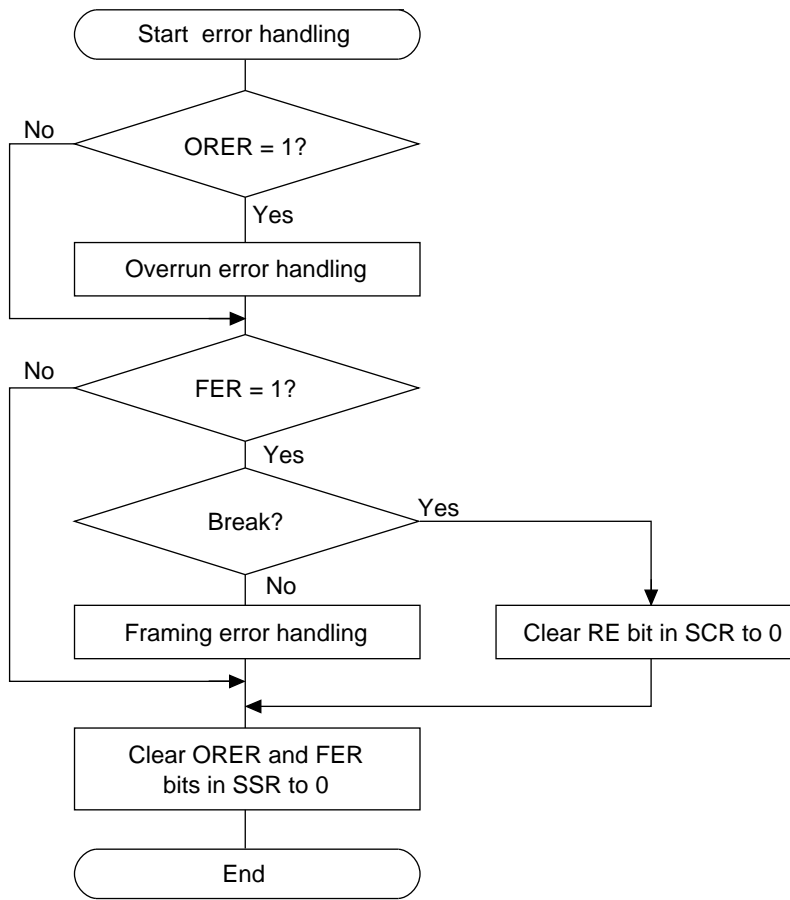 Start error handling
No
ORER = 1?
Yes
Overrun error handling
No
FER = 1?
Yes
Break?
Yes
No
Framing error handling
Clear RE bit in SCR to 0
Clear ORER and FER
bits in SSR to 0
End